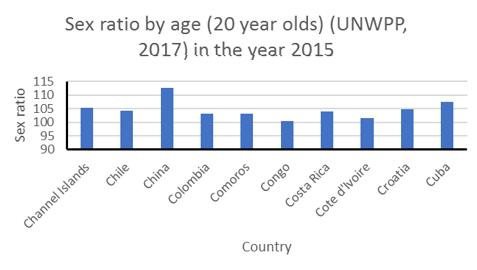 Sex ratio by age (20 year olds) (UNWPP,
2017) in the year 2015
115
110
105
100
95
90
Sex ratio
Channel Islands
Chile
China
Colombia
Comoros
Congo
Costa Rica
Cote d'Ivoire
Croatia
Cuba
Country